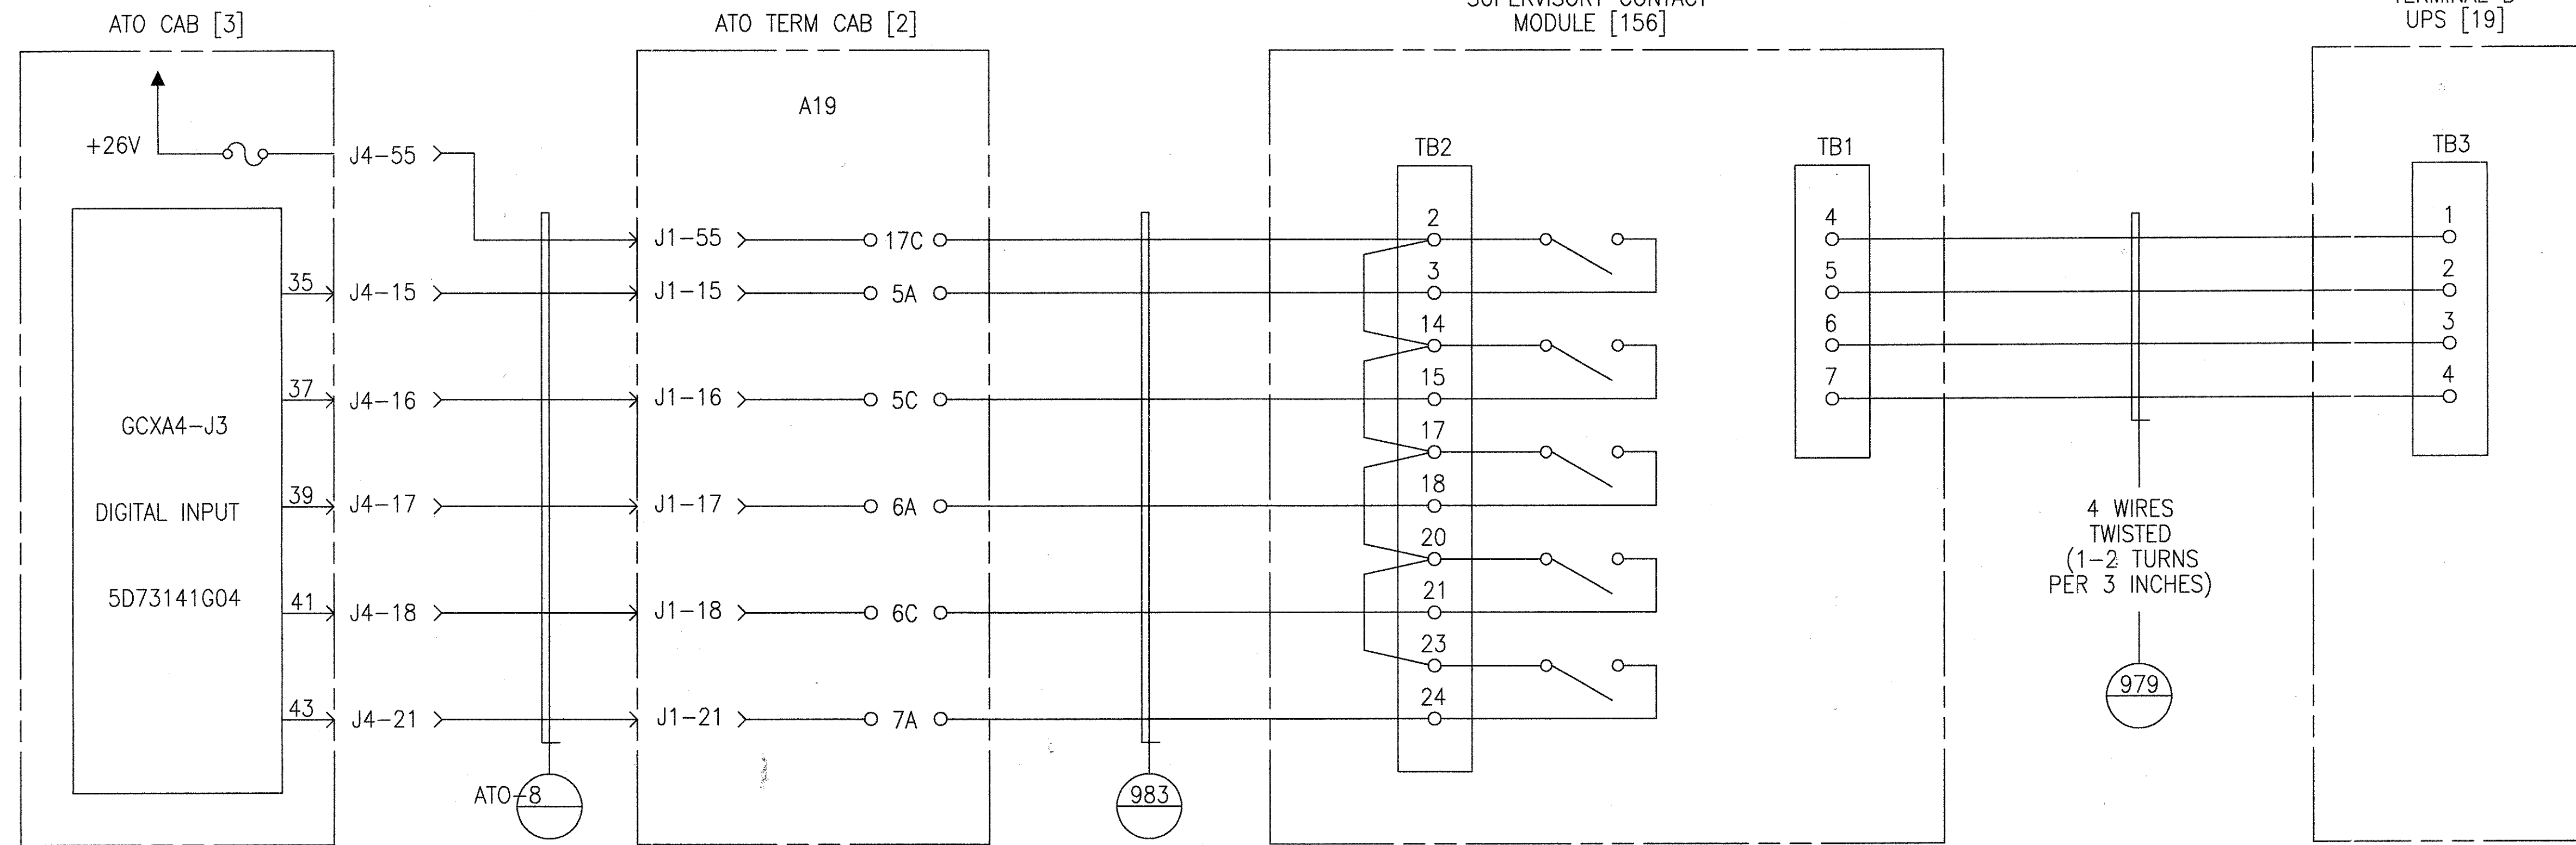 ATO CAB [3]
+26V
J4-55
GCXA4-J3
DIGITAL INPUT
5D73141G04
35
37
39
41
43
J4-15
J4-16
J4-17
J4-18
J4-21
ATO-8
ATO TERM CAB [2]
A19
J1-55
17C
J1-15
5A
J1-16
5C
J1-17
6A
J1-18
6C
J1-21
7A
983
SUPERVISORY CONTACT
MODULE [156]
TB2
2
3
14
15
17
18
20
21
23
24
TB1
4
5
6
7
4 WIRES
TWISTED
(1-2 TURNS
PER 3 INCHES)
979
UPS [19]
TB3
1
2
3
4